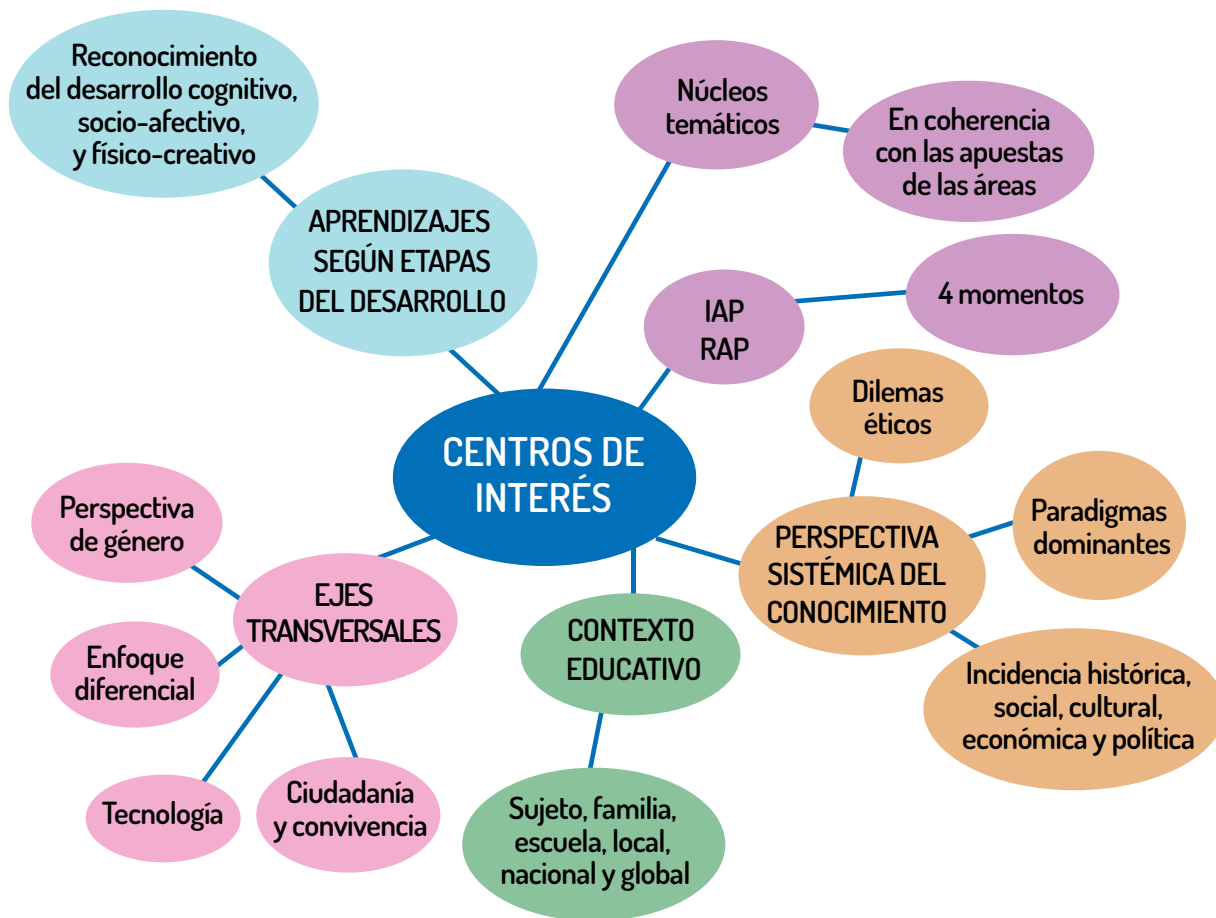 Reconocimiento
del desarrollo cognitivo,
socio-afectivo,
y físico-creativo
APRENDIZAJES
SEGÚN ETAPAS
DEL DESARROLLO
Núcleos
temáticos
En coherencia
con las apuestas
de las áreas
IAP
RAP
4 momentos
CENTROS DE
INTERÉS
Dilemas
éticos
Paradigmas
dominantes
PERSPECTIVA
SISTÉMICA DEL
CONOCIMIENTO
Incidencia histórica,
social, cultural,
económica y política
Perspectiva
de género
EJES
TRANSVERSALES
Enfoque
diferencial
Tecnología
Ciudadanía
y convivencia
CONTEXTO
EDUCATIVO
Sujeto, familia,
escuela, local,
nacional y global